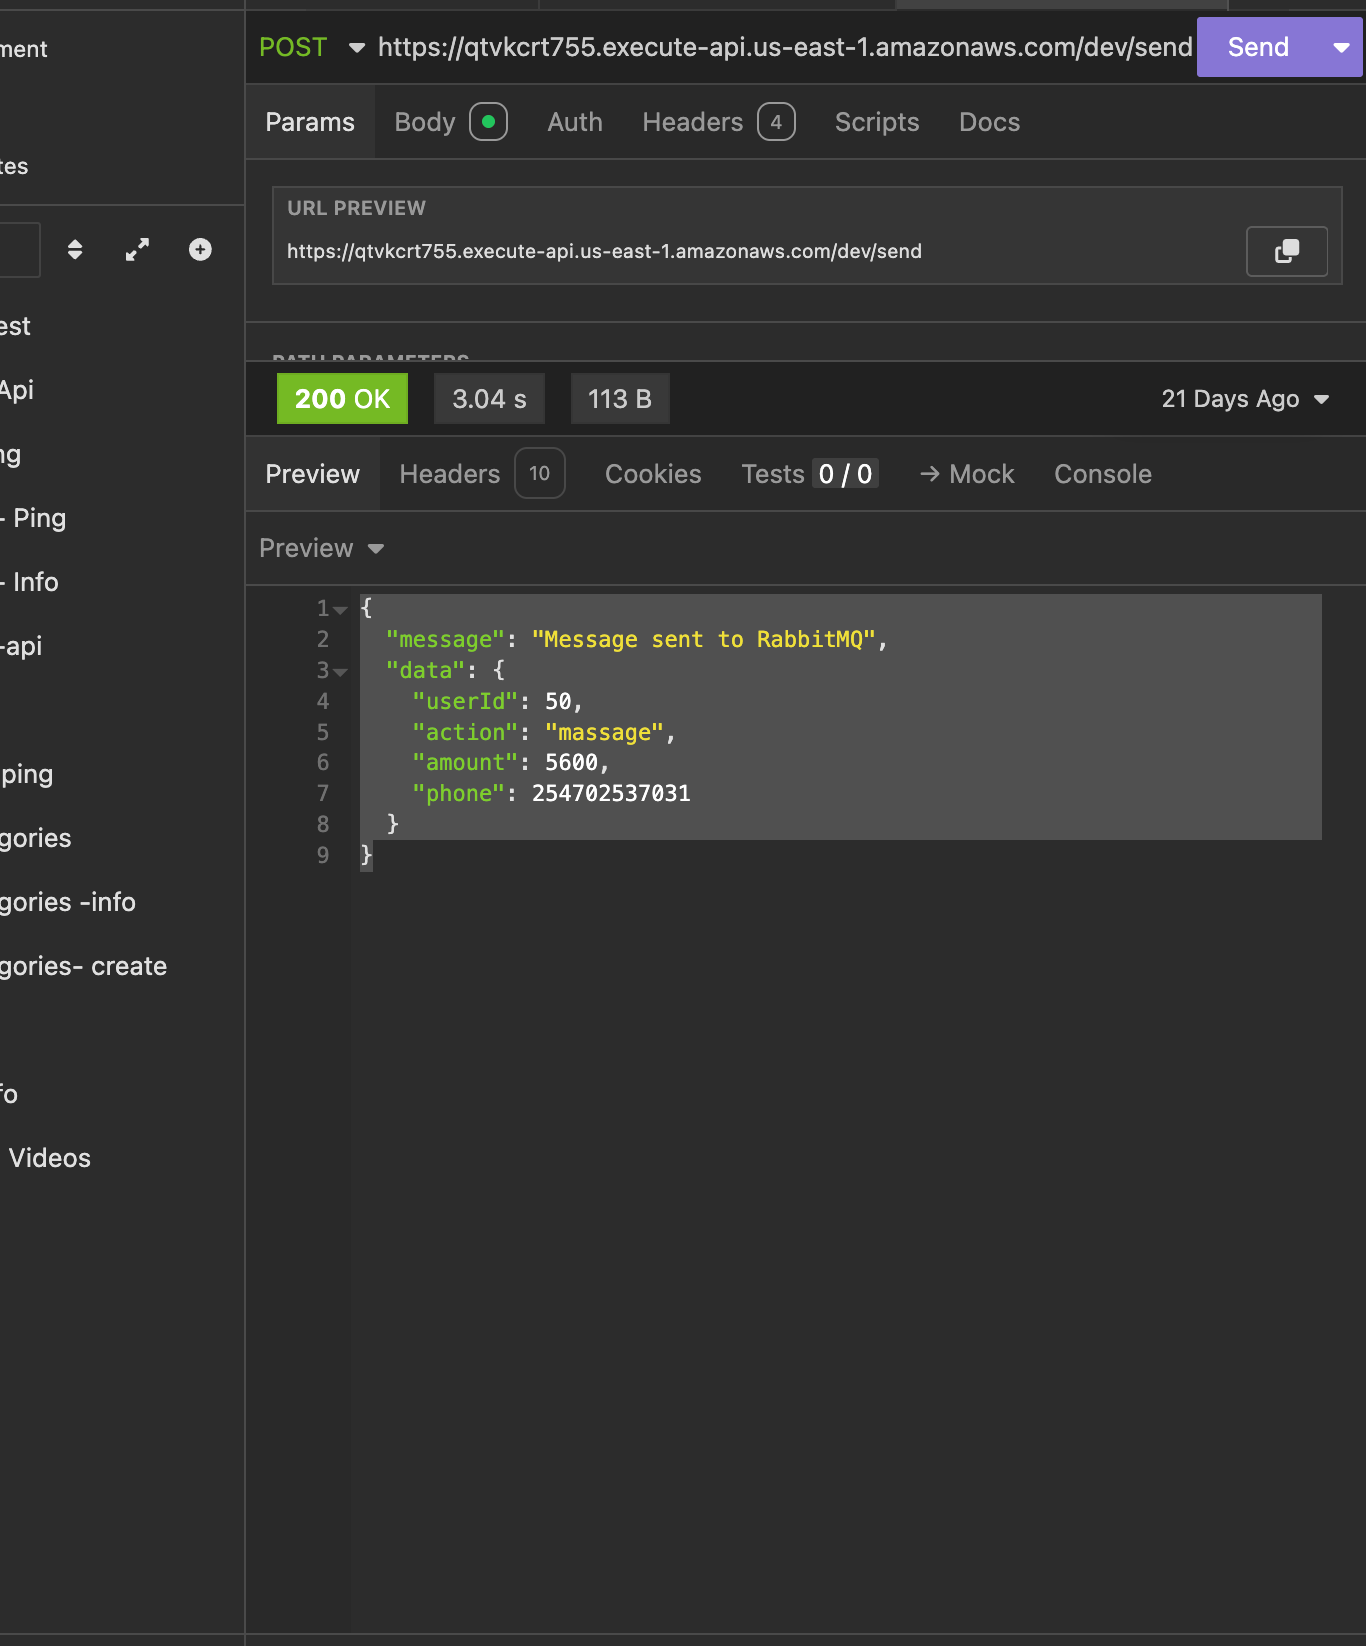 POST https://qtvkcrt755.execute-api.us-east-1.amazonaws.com/dev/send Send
Params Body Auth Headers 4 Scripts Docs
URL PREVIEW
https://qtvkcrt755.execute-api.us-east-1.amazonaws.com/dev/send
PATH PARAMETERS
200 OK 3.04 s 113 B 21 Days Ago
Preview Headers 10 Cookies Tests 0 / 0 → Mock Console
Preview
1 {
2 "message": "Message sent to RabbitMQ",
3 "data": {
4 "userId": 50,
5 "action": "massage",
6 "amount": 5600,
7 "phone": 254702537031
8 }
9 }
ment
tes
est
Api
ng
- Ping
- Info
-api
ping
gories
gories -info
gories- create
fo
Videos